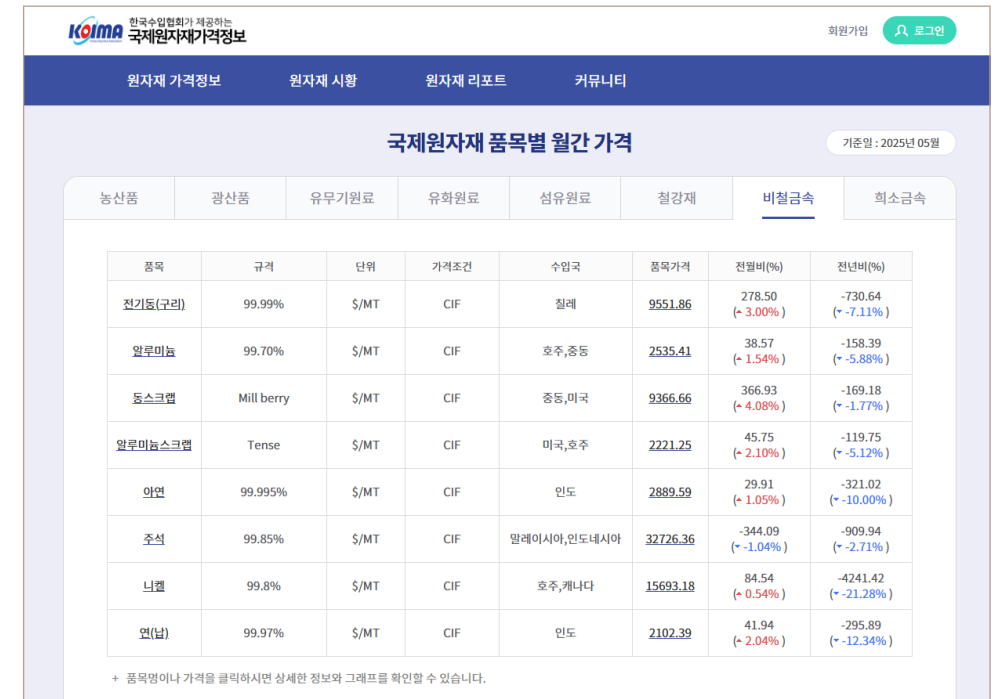 KOIMA 한국수입협회가 제공하는
국제원자재가격정보
회원가입 로그인
원자재 가격정보 원자재 시황 원자재 리포트 커뮤니티
국제원자재 품목별 월간 가격
기준일 : 2025년 05월
농산품 광산품 유무기원료 유화원료 섬유원료 철강재 비철금속 희소금속
품목 규격 단위 가격조건 수입국 품목가격 전월비(%) 전년비(%)
전기동(구리) 99.99% $/MT CIF 칠레 9551.86 278.50 -730.64
(3.00% ) (-7.11% )
알루미늄 99.70% $/MT CIF 호주,중동 2535.41 38.57 -158.39
(1.54% ) (-5.88% )
동스크랩 Mill berry $/MT CIF 중동,미국 9366.66 366.93 -169.18
(4.08% ) (-1.77% )
알루미늄스크랩 Tense $/MT CIF 미국,호주 2221.25 45.75 -119.75
(2.10% ) (-5.12% )
아연 99.995% $/MT CIF 인도 2889.59 29.91 -321.02
(1.05% ) (-10.00% )
주석 99.85% $/MT CIF 말레이시아,인도네시아 32726.36 -344.09 -909.94
(-1.04% ) (-2.71% )
니켈 99.8% $/MT CIF 호주,캐나다 15693.18 84.54 -4241.42
(0.54% ) (-21.28% )
연(납) 99.97% $/MT CIF 인도 2102.39 41.94 -295.89
(2.04% ) (-12.34% )
+ 품목명이나 가격을 클릭하시면 상세한 정보와 그래프를 확인할 수 있습니다.